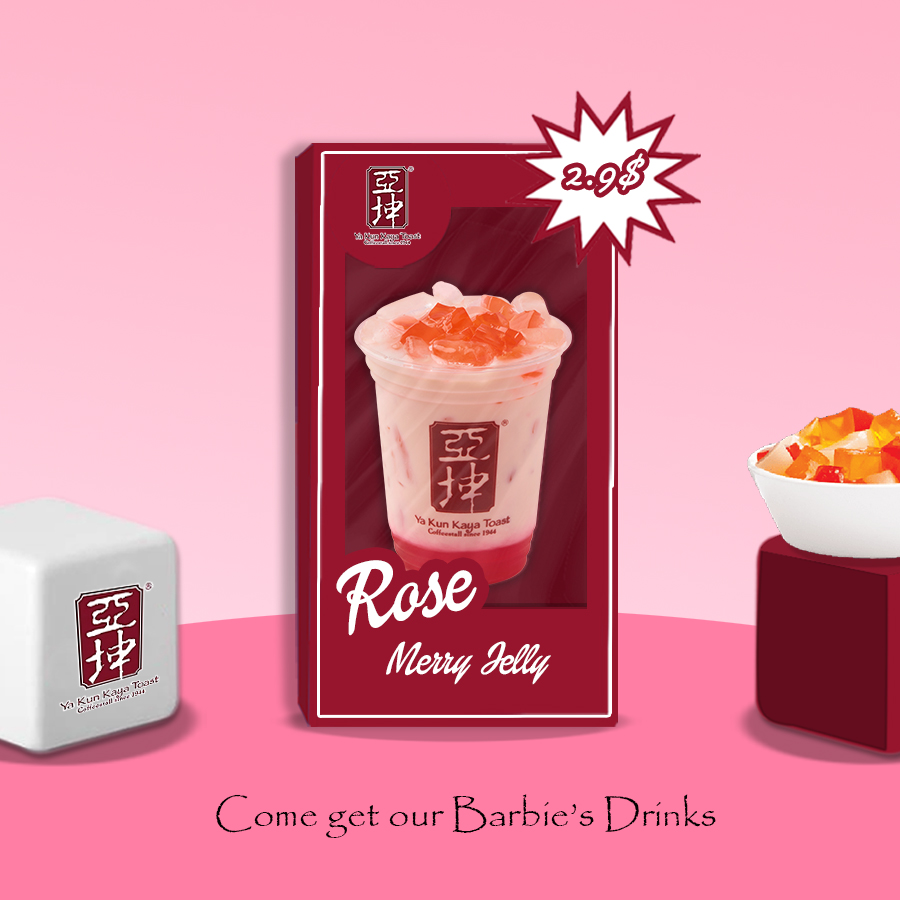 亞坤
®
Ya Kun Kaya Toast
Coffeestall since 1944
2.9$
亞坤
®
Ya Kun Kaya Toast
Coffeestall since 1944
Rose
Merry Jelly
亞坤
®
Ya Kun Kaya Toast
Coffeestall since 1944
Come get our Barbie's Drinks